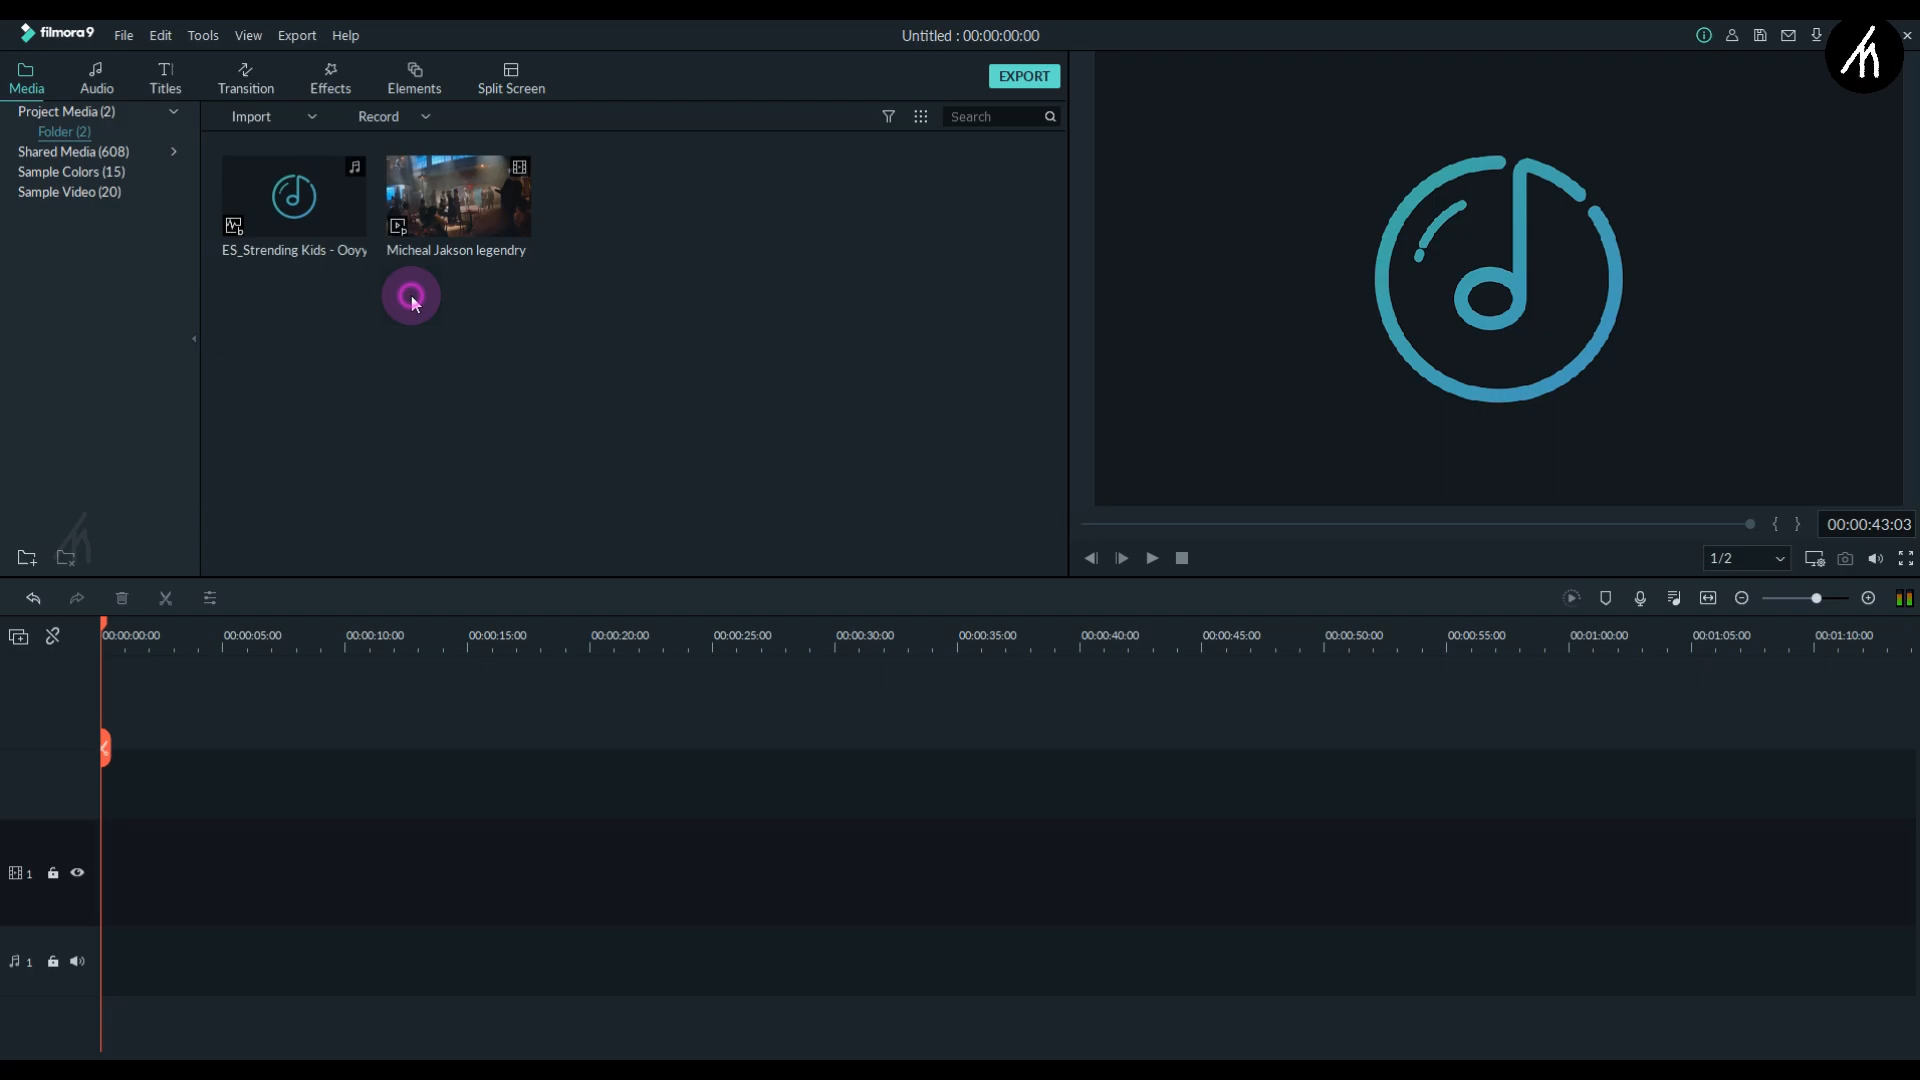 filmora9 File Edit Tools View Export Help Untitled : 00:00:00:00
Media Audio Titles Transition Effects Elements Split Screen EXPORT
Project Media (2) Import Record Search
Folder (2)
Shared Media (608)
Sample Colors (15)
Sample Video (20)
ES_Strending Kids - Ooyy Micheal Jakson legendry
{ } 00:00:43:03
1/2
00:00:00:00 00:00:05:00 00:00:10:00 00:00:15:00 00:00:20:00 00:00:25:00 00:00:30:00 00:00:35:00 00:00:40:00 00:00:45:00 00:00:50:00 00:00:55:00 00:01:00:00 00:01:05:00 00:01:10:00
1
1